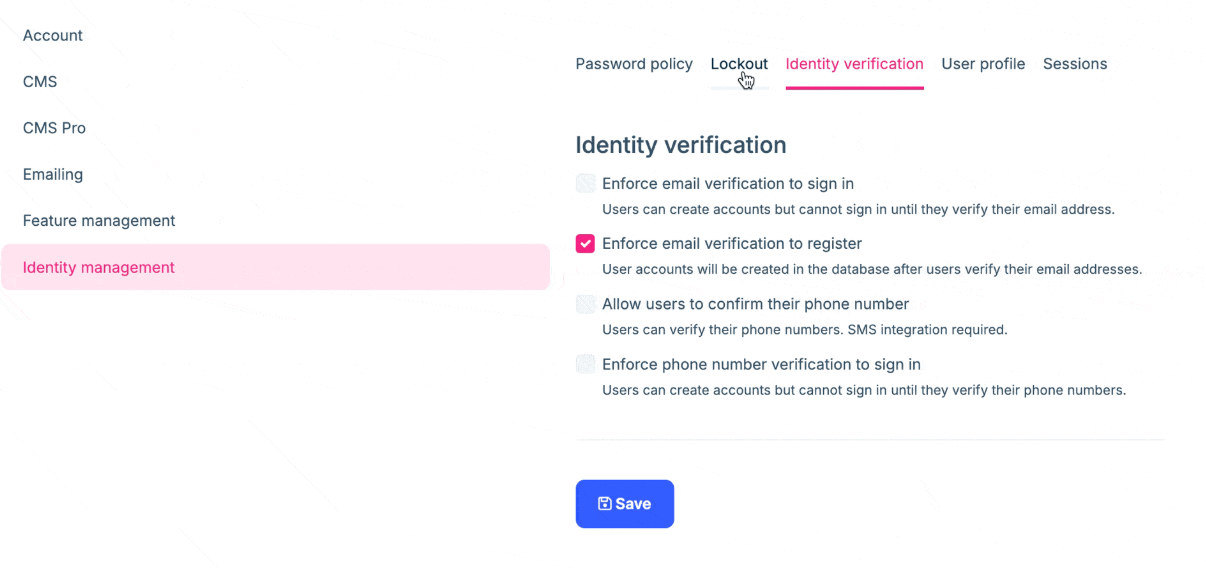 Account
CMS
CMS Pro
Emailing
Feature management
Identity management
Password policy Lockout Identity verification User profile Sessions
Identity verification
Enforce email verification to sign in
Users can create accounts but cannot sign in until they verify their email address.
Enforce email verification to register
User accounts will be created in the database after users verify their email addresses.
Allow users to confirm their phone number
Users can verify their phone numbers. SMS integration required.
Enforce phone number verification to sign in
Users can create accounts but cannot sign in until they verify their phone numbers.
Save